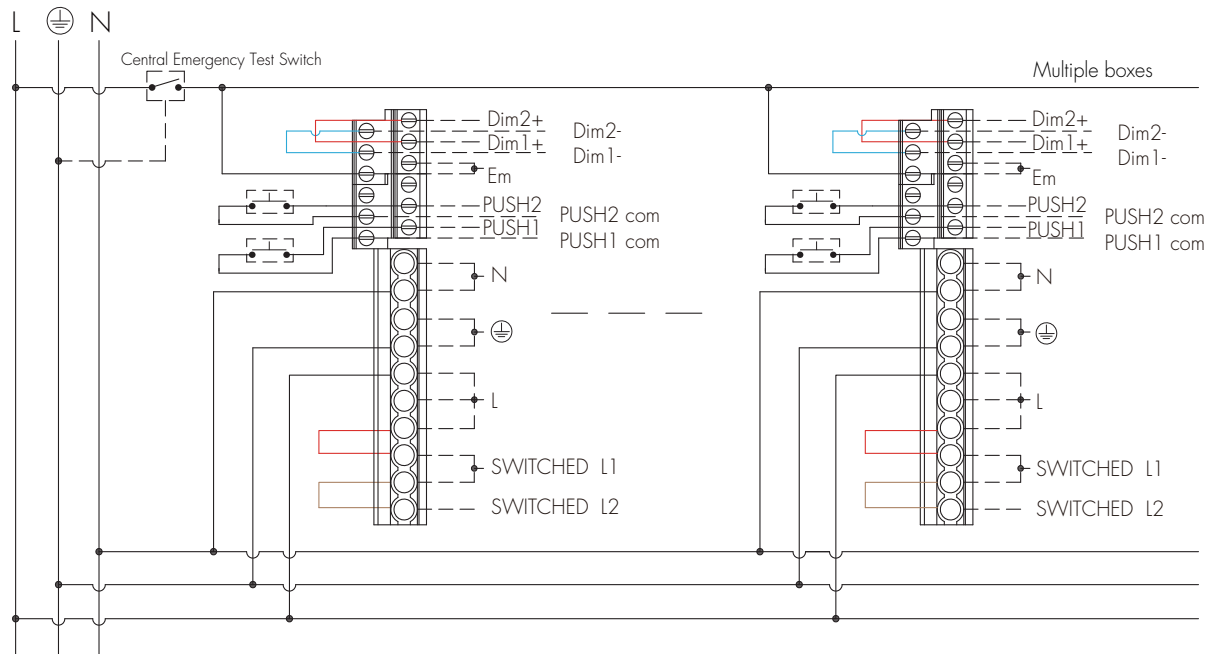 L N
Central Emergency Test Switch
Multiple boxes
Dim2+
Dim2-
Dim1+
Dim1-
Em
PUSH2
PUSH2 com
PUSH1
PUSH1 com
N
L
SWITCHED L1
SWITCHED L2
Dim2+
Dim2-
Dim1+
Dim1-
Em
PUSH2
PUSH2 com
PUSH1
PUSH1 com
N
L
SWITCHED L1
SWITCHED L2